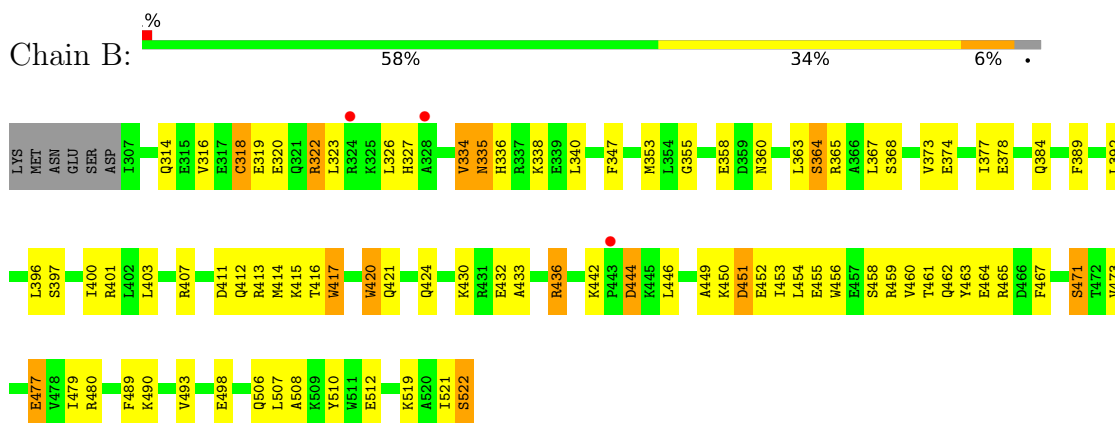 .%
Chain B:
58% 34% 6% •
LYS MET ASN GLU SER ASP I307 Q314 E315 V316 E317 C318 E319 E320 Q321 R322 L323 R324 K325 L326 H327 A328 V334 N335 H336 R337 K338 E339 L340 F347 M353 L354 G355 E358 D359 N360 L363 S364 R365 A366 L367 S368 V373 E374 I377 E378 Q384 F389
L396 S397 I400 R401 L402 L403 R407 D411 Q412 R413 M414 K415 T416 W417 W420 Q421 Q424 K430 R431 E432 A433 R436 K442 P443 D444 K445 L446 A449 K450 D451 E452 I453 L454 E455 W456 E457 S458 R459 V460 T461 Q462 Y463 E464 R465 D466 F467 S471 T472
E477 V478 I479 R480 F489 K490 V493 E498 Q506 L507 A508 K509 Y510 W511 E512 K519 A520 I521 S522